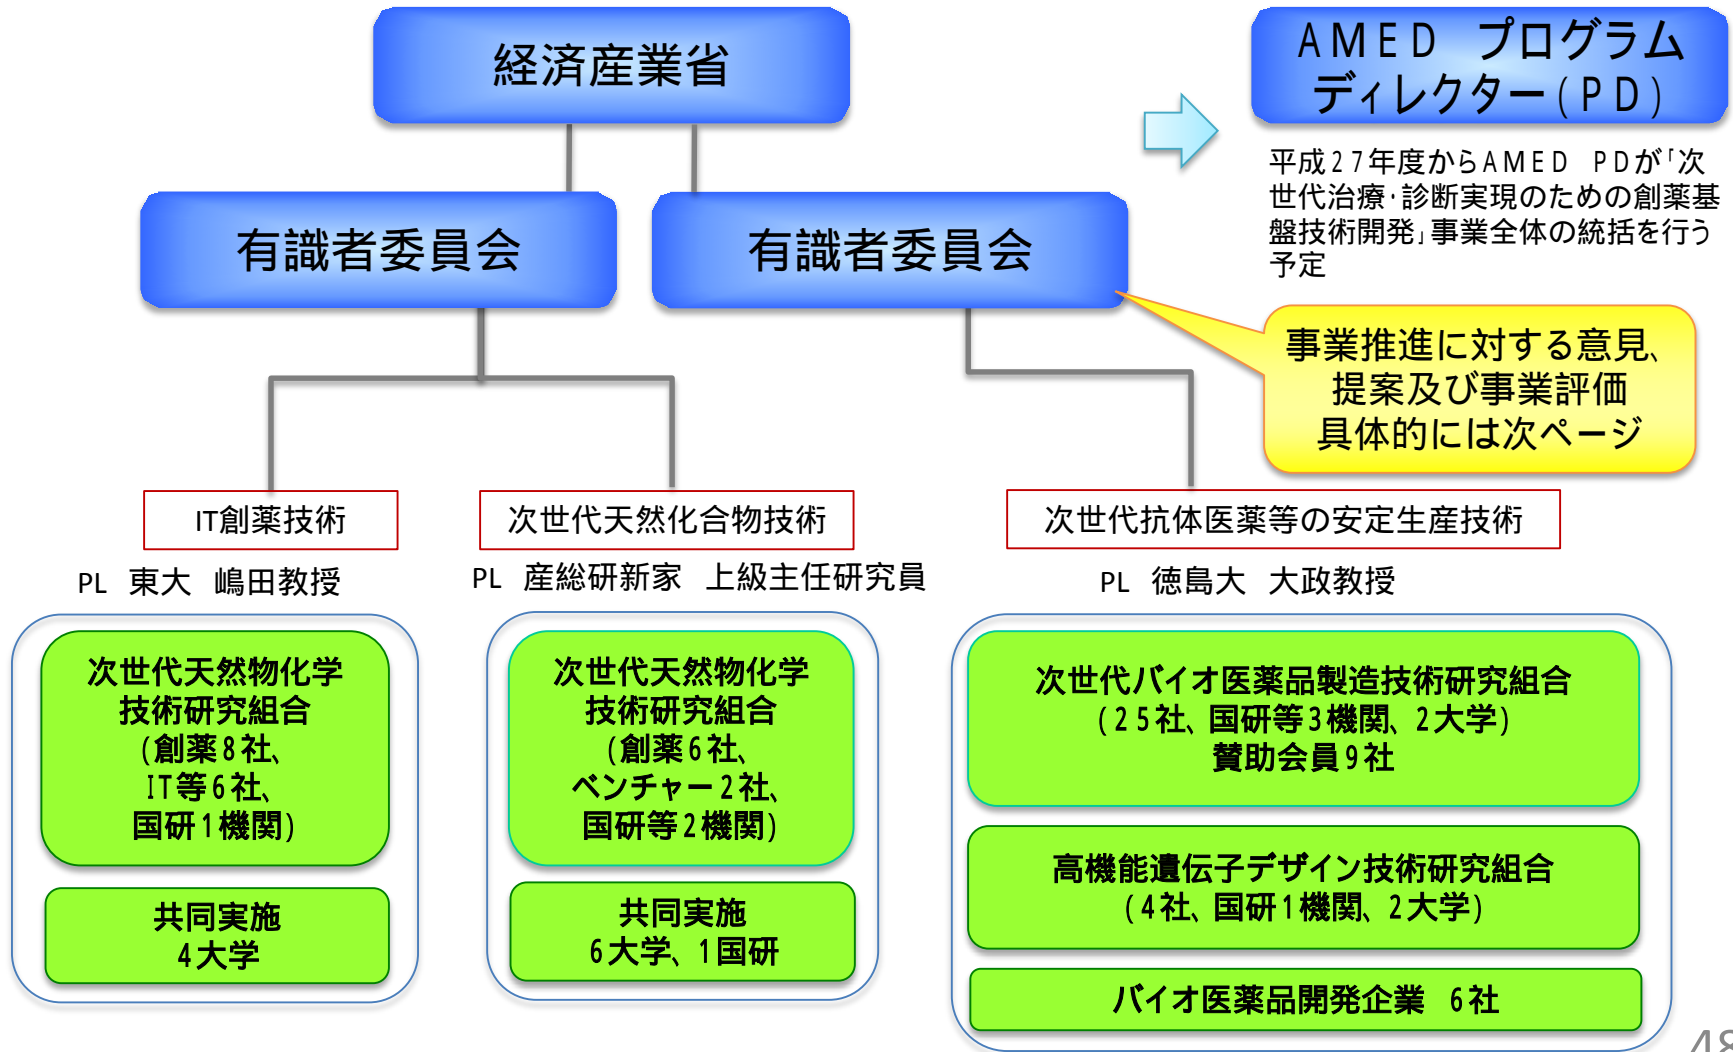 経済産業省
AMED プログラム
ディレクター(PD)
平成27年度からAMED PDが「次
世代治療・診断実現のための創薬基
盤技術開発」事業全体の統括を行う
予定
有識者委員会
有識者委員会
事業推進に対する意見、
提案及び事業評価
具体的には次ページ
IT創薬技術
次世代天然化合物技術
次世代抗体医薬等の安定生産技術
PL 東大 嶋田教授
PL 産総研新家 上級主任研究員
PL 徳島大 大政教授
次世代天然物化学
技術研究組合
(創薬8社、
IT等6社、
国研1機関)
共同実施
4大学
次世代天然物化学
技術研究組合
(創薬6社、
ベンチャー2社、
国研等2機関)
共同実施
6大学、1国研
次世代バイオ医薬品製造技術研究組合
(25社、国研等3機関、2大学)
賛助会員9社
高機能遺伝子デザイン技術研究組合
(4社、国研1機関、2大学)
バイオ医薬品開発企業 6社
48